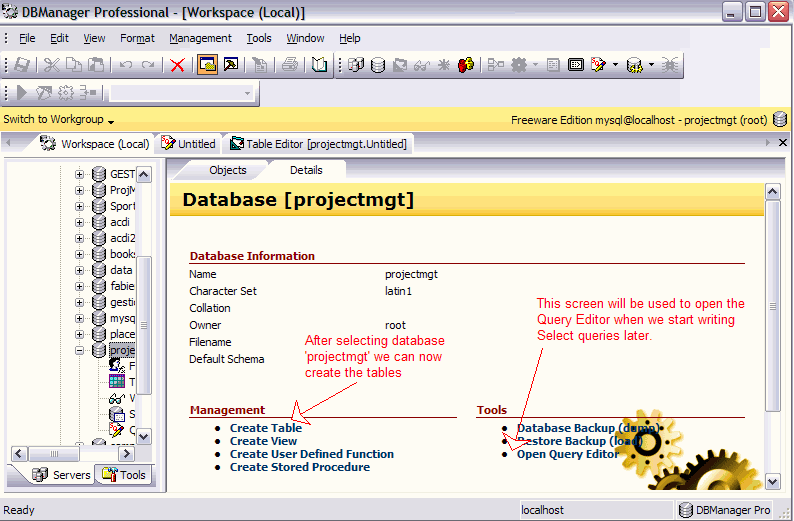 DBManager Professional - [Workspace (Local)]
File Edit View Format Management Tools Window Help
Switch to Workgroup
Freeware Edition mysql@localhost - projectmgt (root)
Workspace (Local) Untitled Table Editor [projectmgt.Untitled]
Objects Details
GEST
ProjM
Sport
acdi
acdi2
books
data
fabie
gestio
mysq
place
proje
F
T
V
S
Q
Servers Tools
Database [projectmgt]
Database Information
Name projectmgt
Character Set latin1
Collation
Owner root
Filename
Default Schema
After selecting database
'projectmgt' we can now
create the tables
This screen will be used to open the
Query Editor when we start writing
Select queries later.
Management
Create Table
Create View
Create User Defined Function
Create Stored Procedure
Tools
Database Backup (dump)
Restore Backup (load)
Open Query Editor
Ready
localhost
DBManager Pro